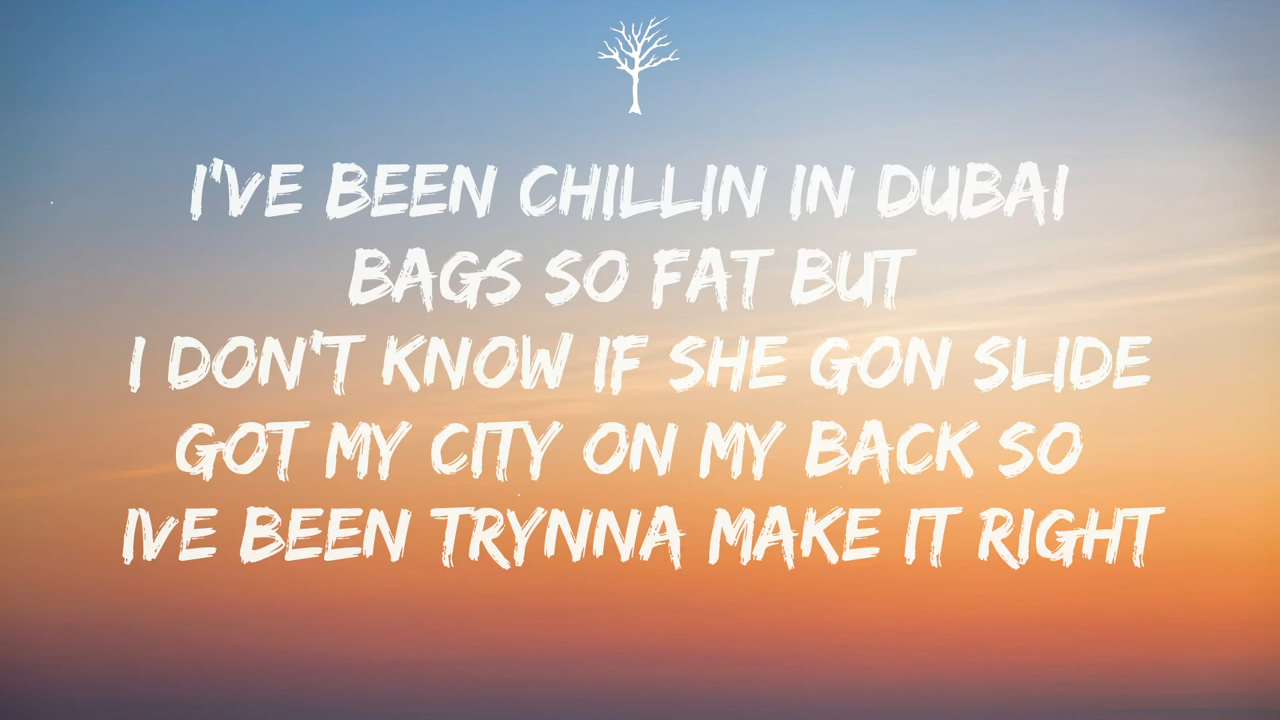 I'VE BEEN CHILLIN IN DUBAI
BAGS SO FAT BUT
I DON'T KNOW IF SHE GON SLIDE
GOT MY CITY ON MY BACK SO
IVE BEEN TRYNNA MAKE IT RIGHT